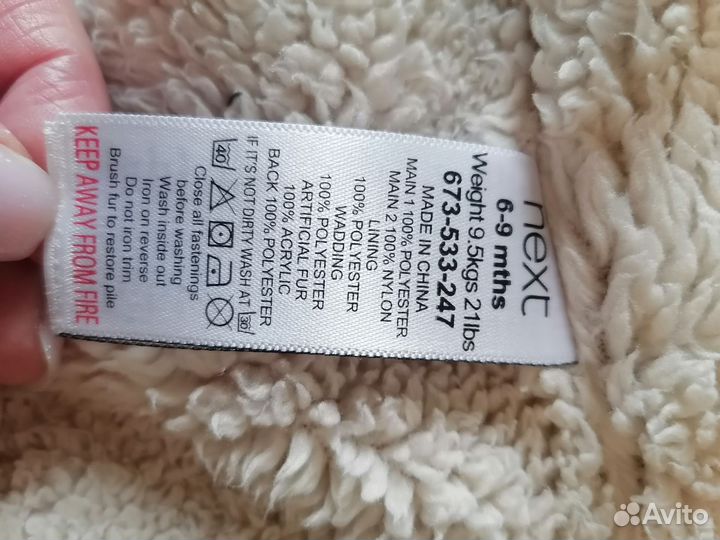 next
6-9 mths
Weight 9.5kgs 21lbs
673-533-247
MADE IN CHINA
MAIN 1 100% POLYESTER
MAIN 2 100% NYLON
LINING
100% POLYESTER
WADDING
100% POLYESTER
ARTIFICIAL FUR
100% ACRYLIC
BACK 100% POLYESTER
IF IT'S NOT DIRTY WASH AT 30
40
Close all fastenings
before washing
Wash inside out
Iron on reverse
Do not iron trim
Brush fur to restore pile
KEEP AWAY FROM FIRE
Avito